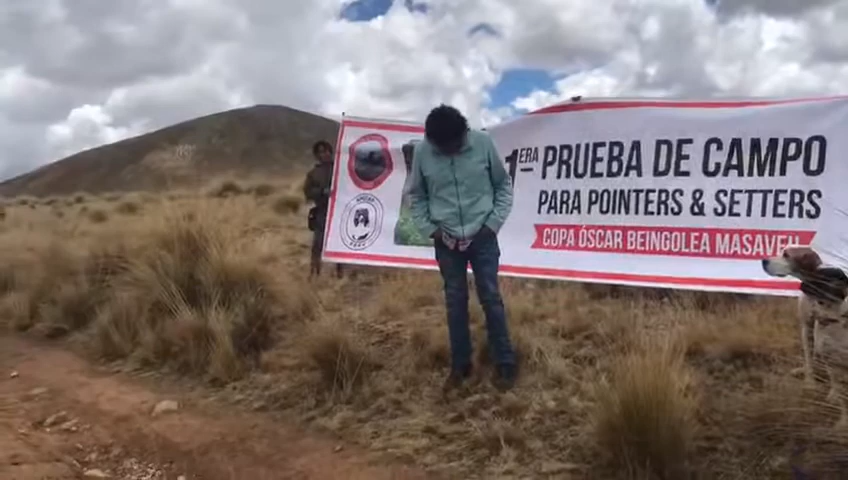 1ERA PRUEBA DE CAMPO
PARA POINTERS & SETTERS
COPA ÓSCAR BEINGOLEA MASAVEU